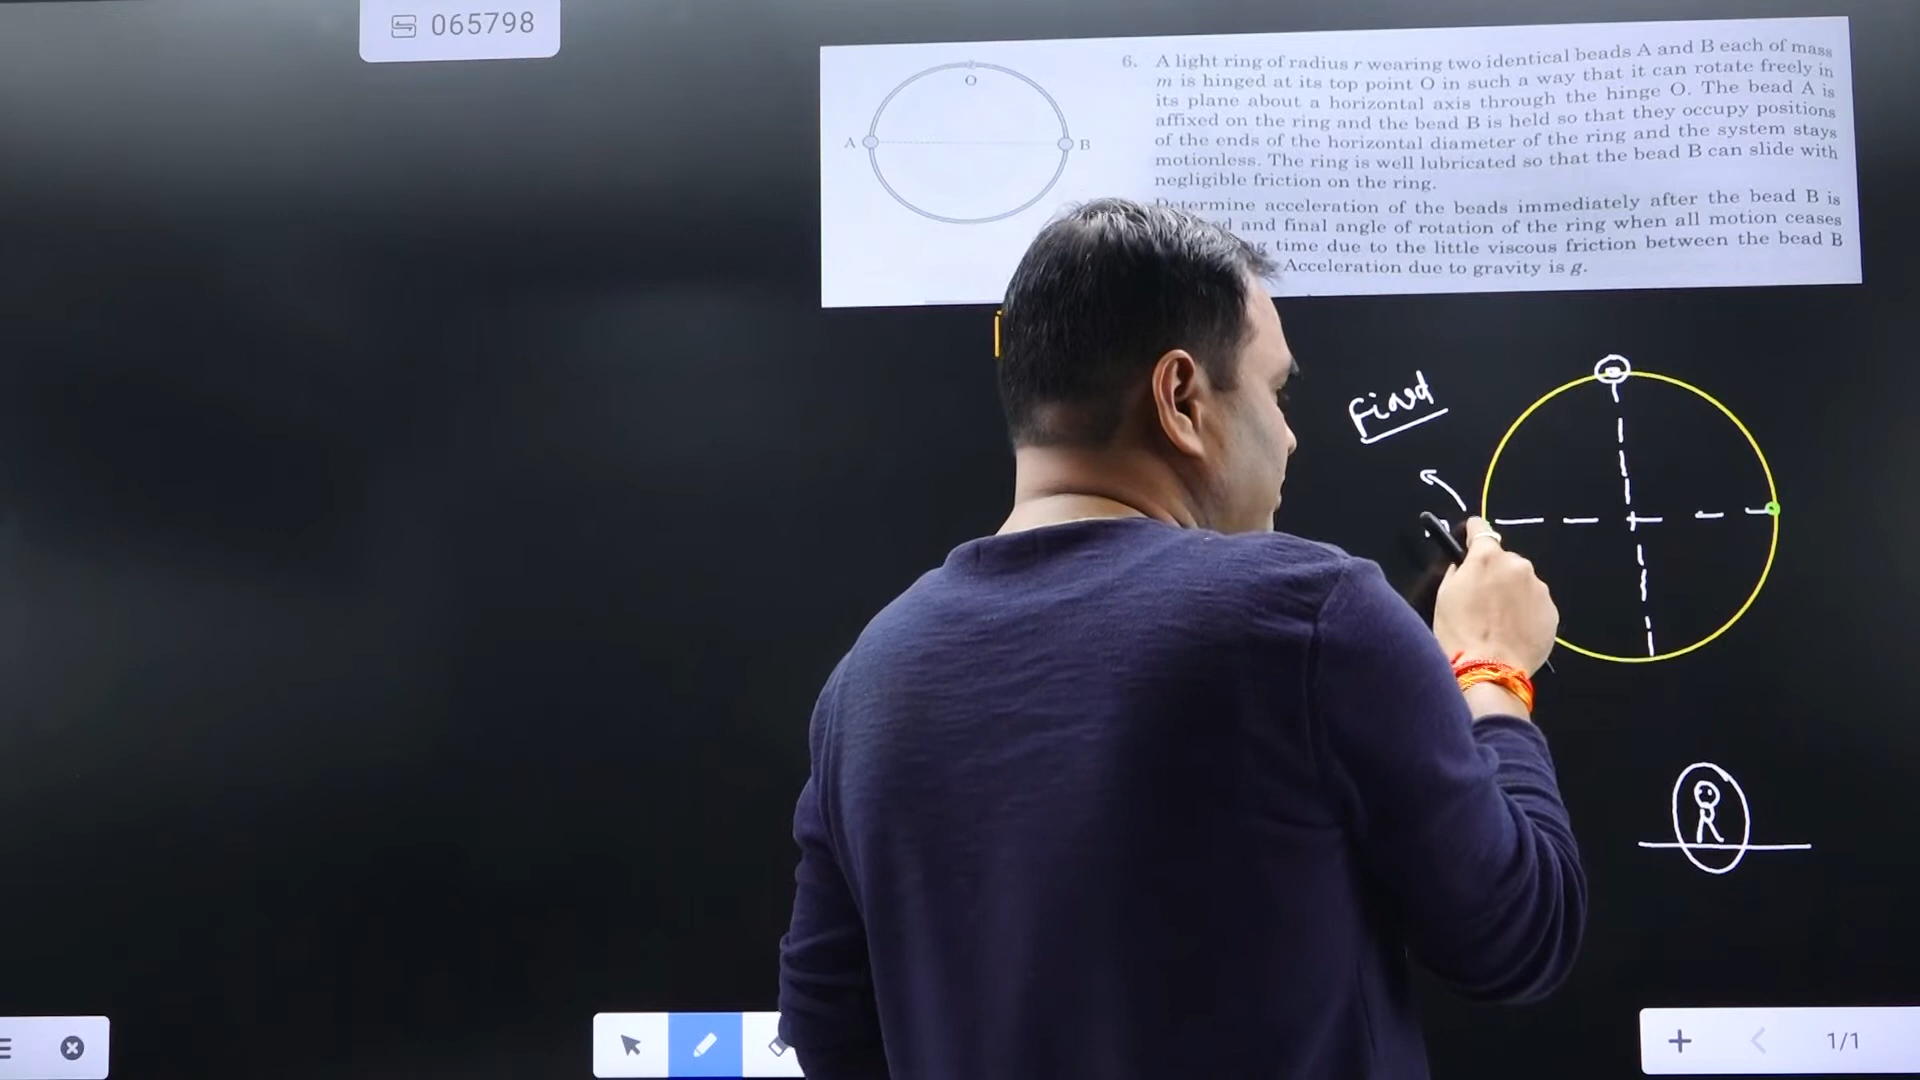 065798
6. A light ring of radius r wearing two identical beads A and B each of mass
m is hinged at its top point O in such a way that it can rotate freely in
its plane about a horizontal axis through the hinge O. The bead A is
affixed on the ring and the bead B is held so that they occupy positions
of the ends of the horizontal diameter of the ring and the system stays
motionless. The ring is well lubricated so that the bead B can slide with
negligible friction on the ring.
Determine acceleration of the beads immediately after the bead B is
and final angle of rotation of the ring when all motion ceases
time due to the little viscous friction between the bead B
Acceleration due to gravity is g.
O
A B
Fixed
1/1